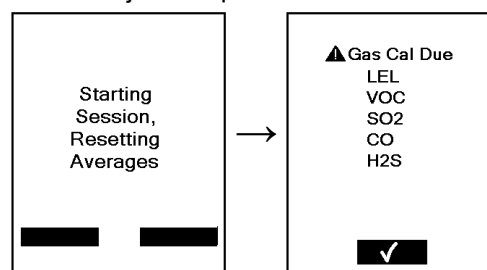 Starting
Session,
Resetting
Averages
Gas Cal Due
LEL
VOC
SO2
CO
H2S